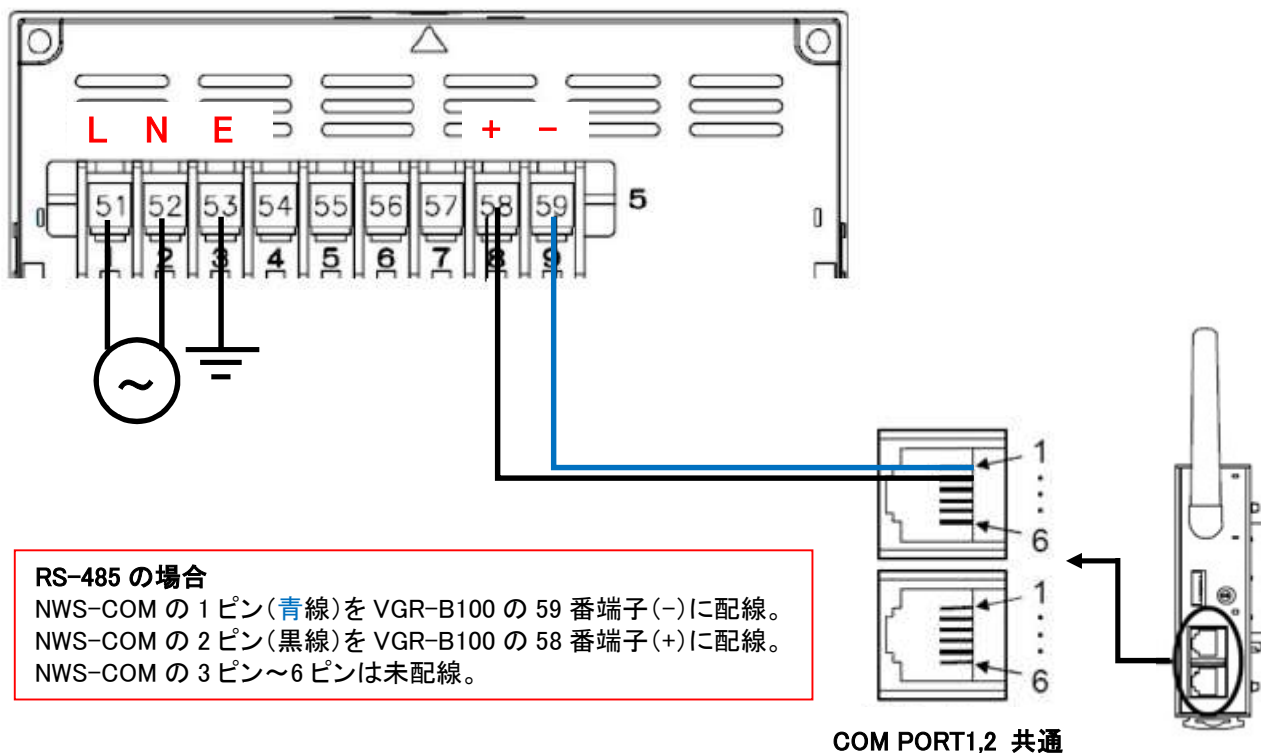 L N E + −
51 52 53 54 55 56 57 58 59 5
2 3 4 5 6 7 8 9
~
1
6
1
6
RS-485 の場合
NWS-COM の 1 ピン(青線)を VGR-B100 の 59 番端子(-)に配線。
NWS-COM の 2 ピン(黒線)を VGR-B100 の 58 番端子(+)に配線。
NWS-COM の 3 ピン～6 ピンは未配線。
COM PORT1,2 共通